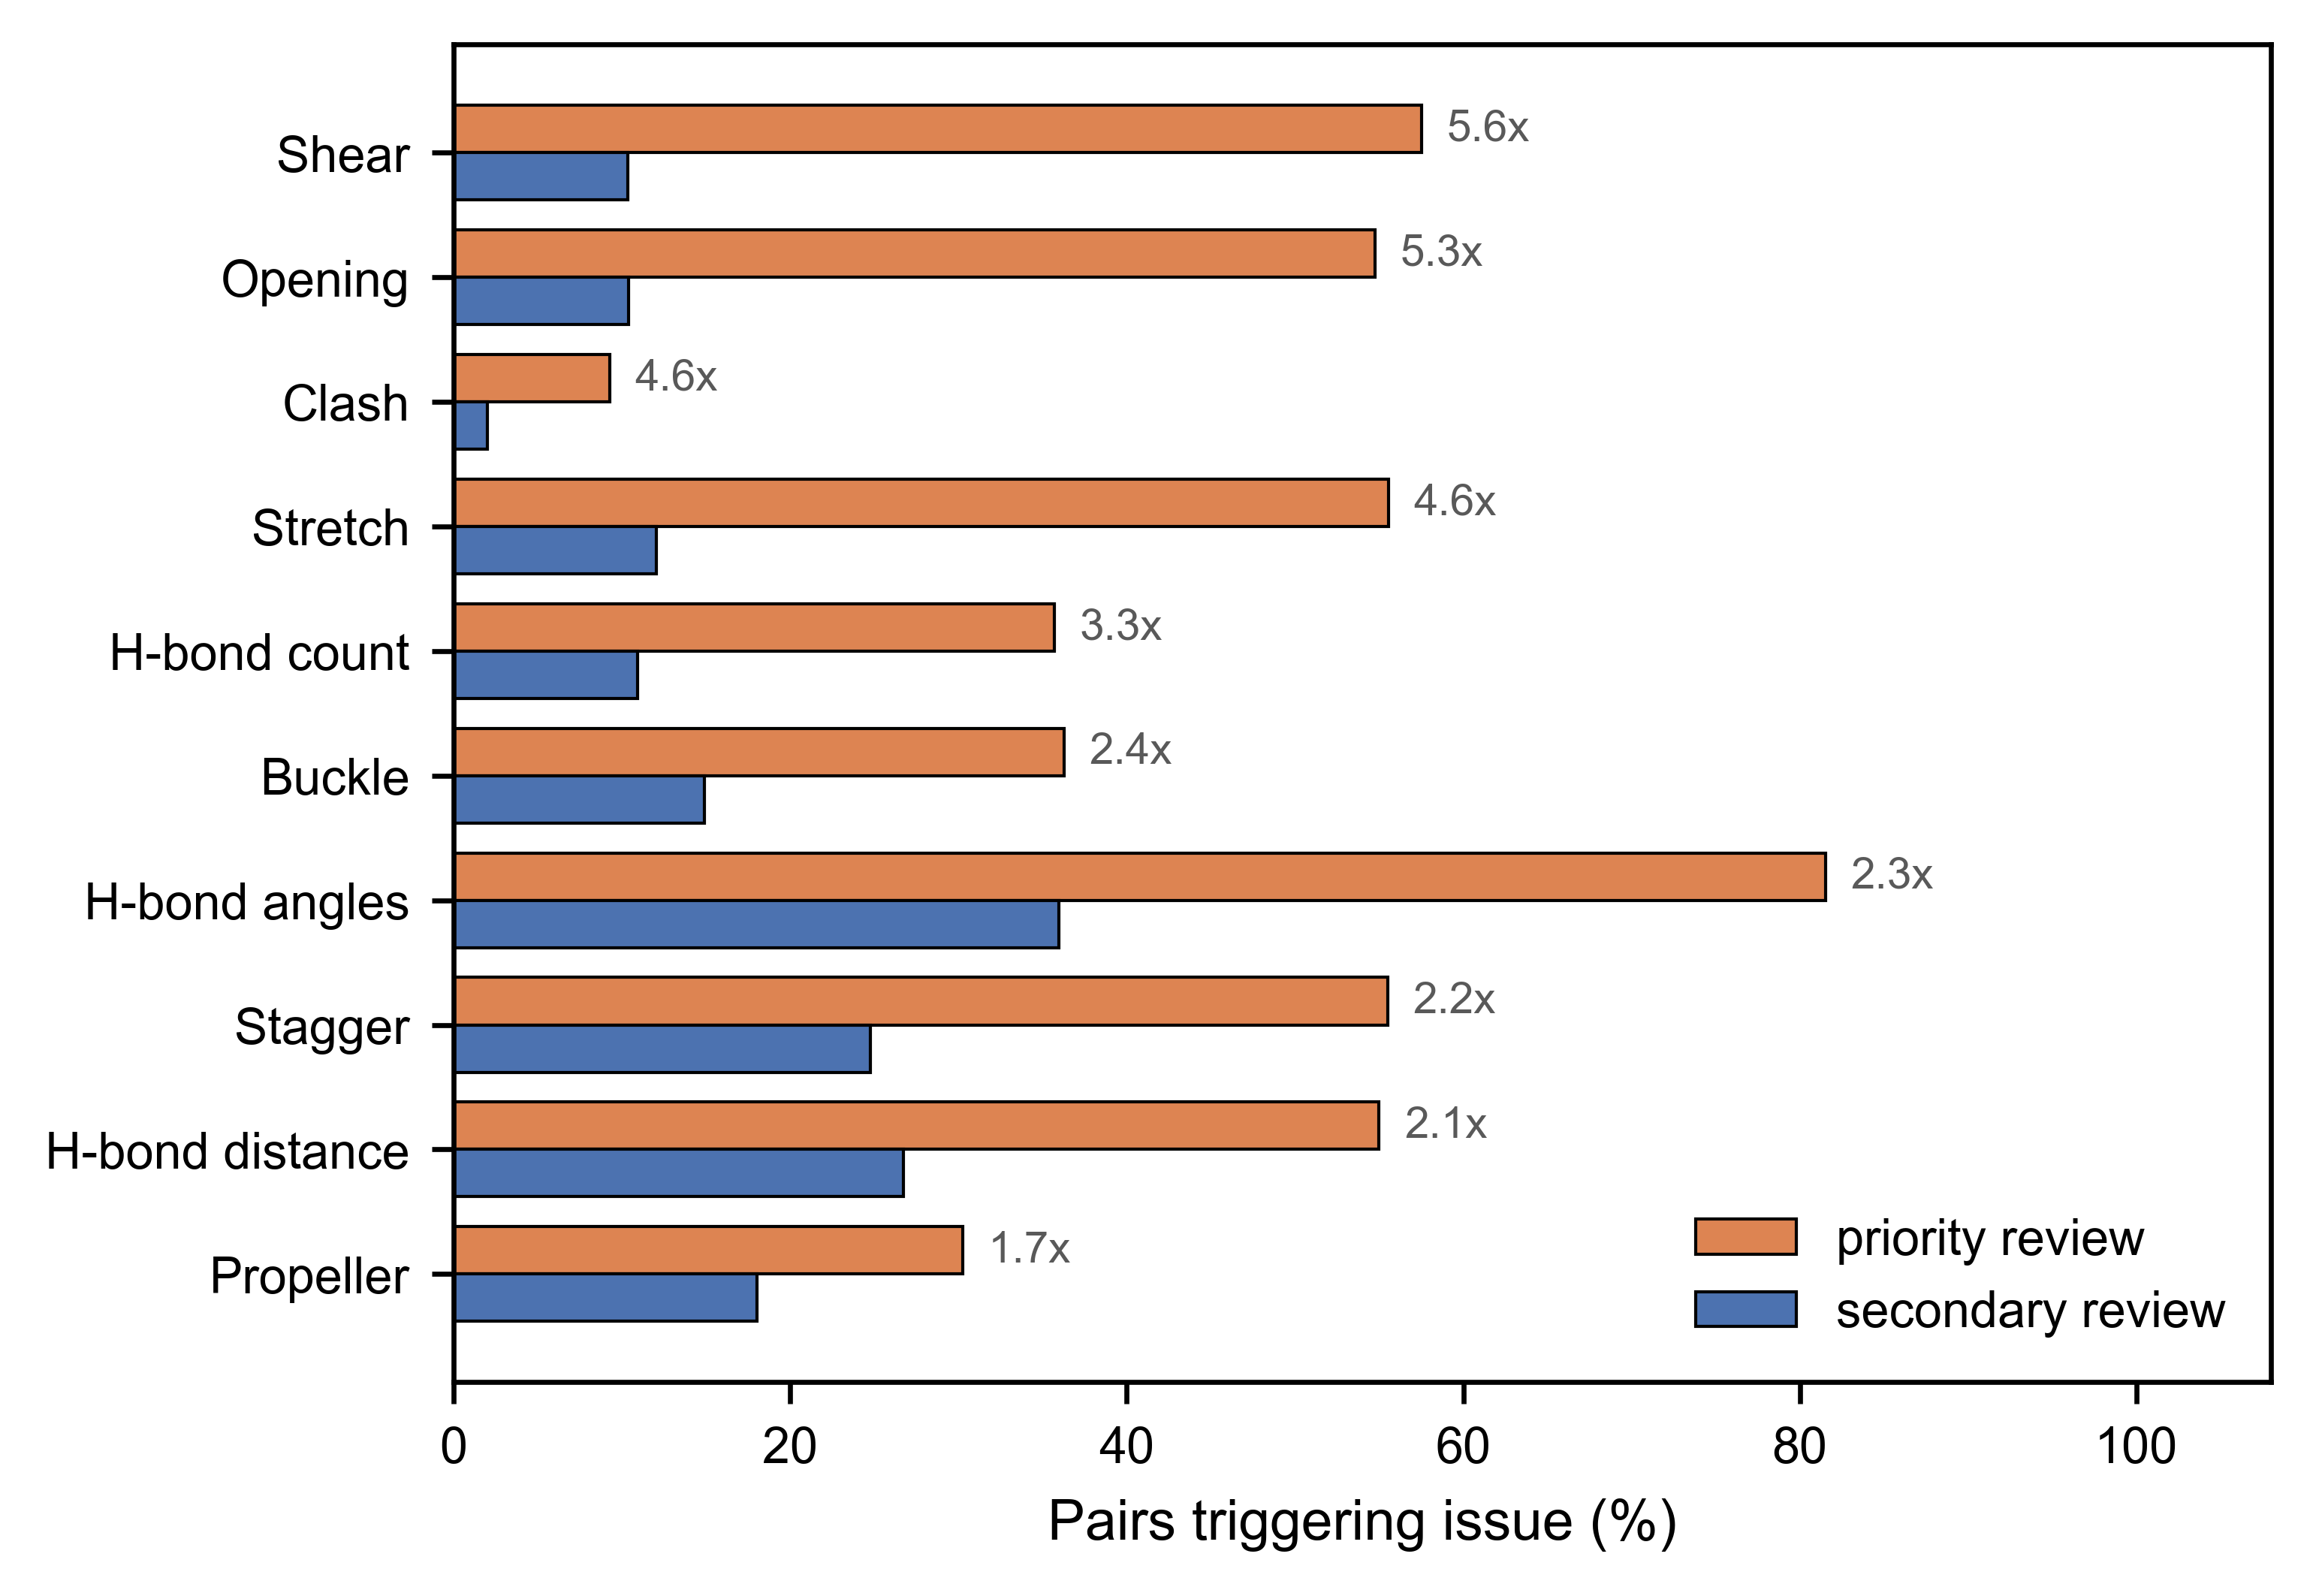 Shear
5.6x
Opening
5.3x
Clash
4.6x
Stretch
4.6x
H-bond count
3.3x
Buckle
2.4x
H-bond angles
2.3x
Stagger
2.2x
H-bond distance
2.1x
Propeller
1.7x
priority review
secondary review
0 20 40 60 80 100
Pairs triggering issue (%)